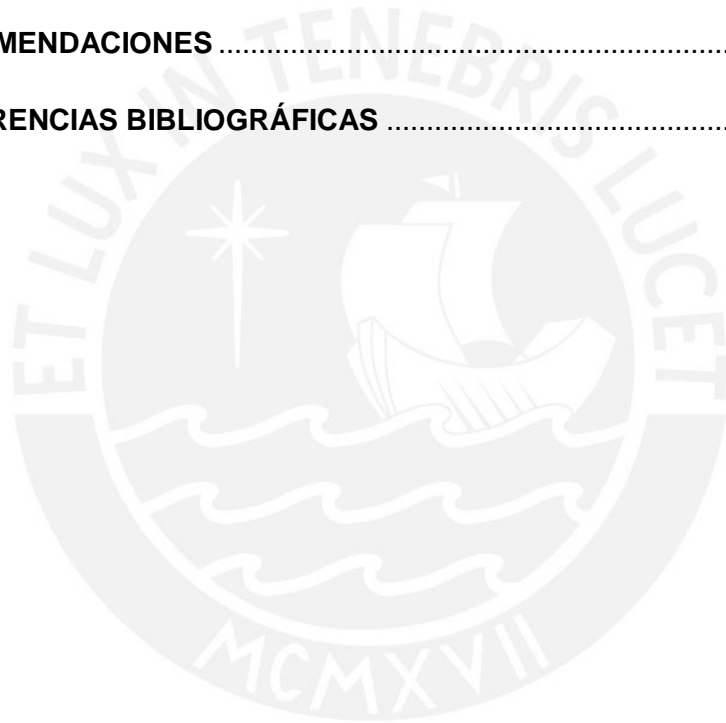 MENDACIONES ........................................................
RENCIAS BIBLIOGRÁFICAS ...........................................
ET LUX IN TENEBRIS LUCET
MCMXVII